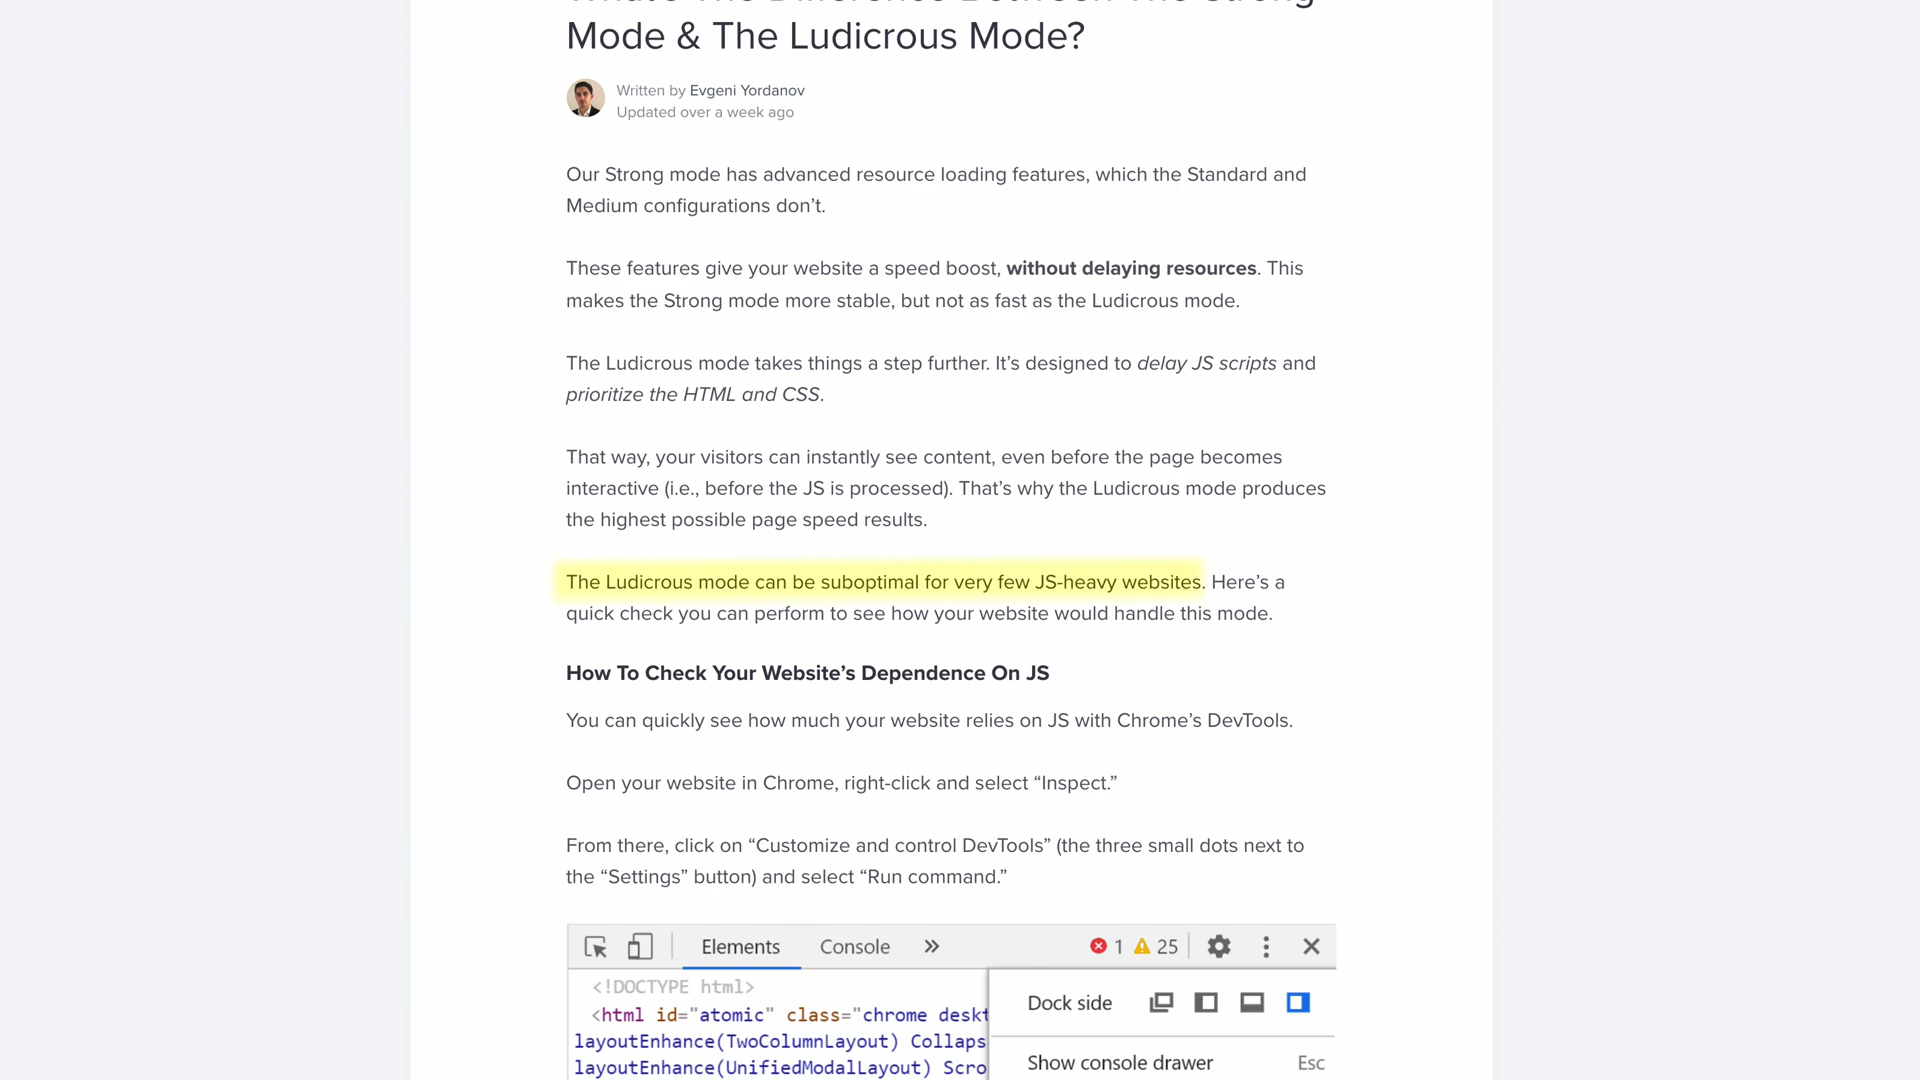 What's The Difference Between The Strong
Mode & The Ludicrous Mode?
Written by Evgeni Yordanov
Updated over a week ago
Our Strong mode has advanced resource loading features, which the Standard and
Medium configurations don’t.
These features give your website a speed boost, without delaying resources. This
makes the Strong mode more stable, but not as fast as the Ludicrous mode.
The Ludicrous mode takes things a step further. It’s designed to delay JS scripts and
prioritize the HTML and CSS.
That way, your visitors can instantly see content, even before the page becomes
interactive (i.e., before the JS is processed). That’s why the Ludicrous mode produces
the highest possible page speed results.
The Ludicrous mode can be suboptimal for very few JS-heavy websites. Here’s a
quick check you can perform to see how your website would handle this mode.
How To Check Your Website’s Dependence On JS
You can quickly see how much your website relies on JS with Chrome’s DevTools.
Open your website in Chrome, right-click and select “Inspect.”
From there, click on “Customize and control DevTools” (the three small dots next to
the “Settings” button) and select “Run command.”
Elements Console » 1 25
<!DOCTYPE html>
<html id="atomic" class="chrome deskt
layoutEnhance(TwoColumnLayout) Collaps
layoutEnhance(UnifiedModalLayout) Scro
Dock side
Show console drawer Esc